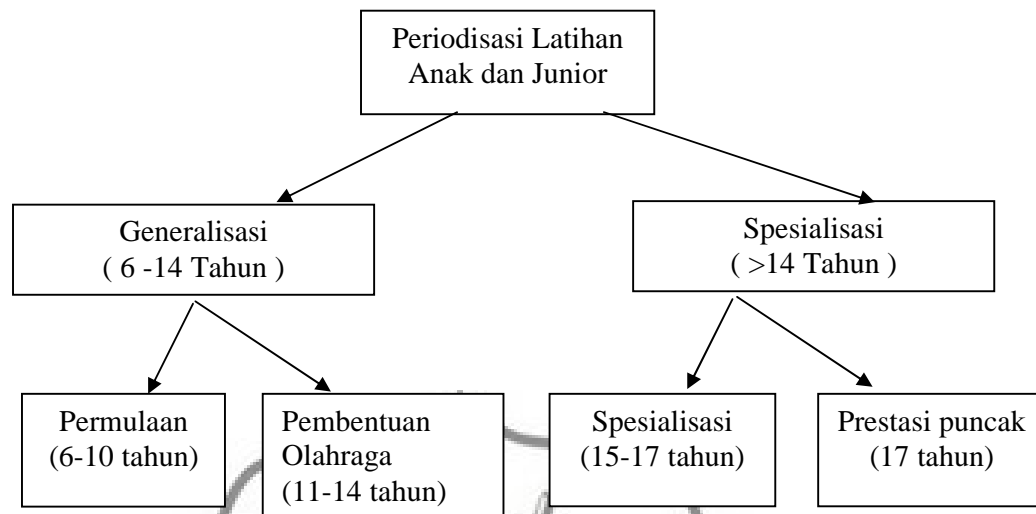 Periodisasi Latihan
Anak dan Junior
Generalisasi
( 6 -14 Tahun )
Spesialisasi
( >14 Tahun )
Permulaan
(6-10 tahun)
Pembentuan
Olahraga
(11-14 tahun)
Spesialisasi
(15-17 tahun)
Prestasi puncak
(17 tahun)